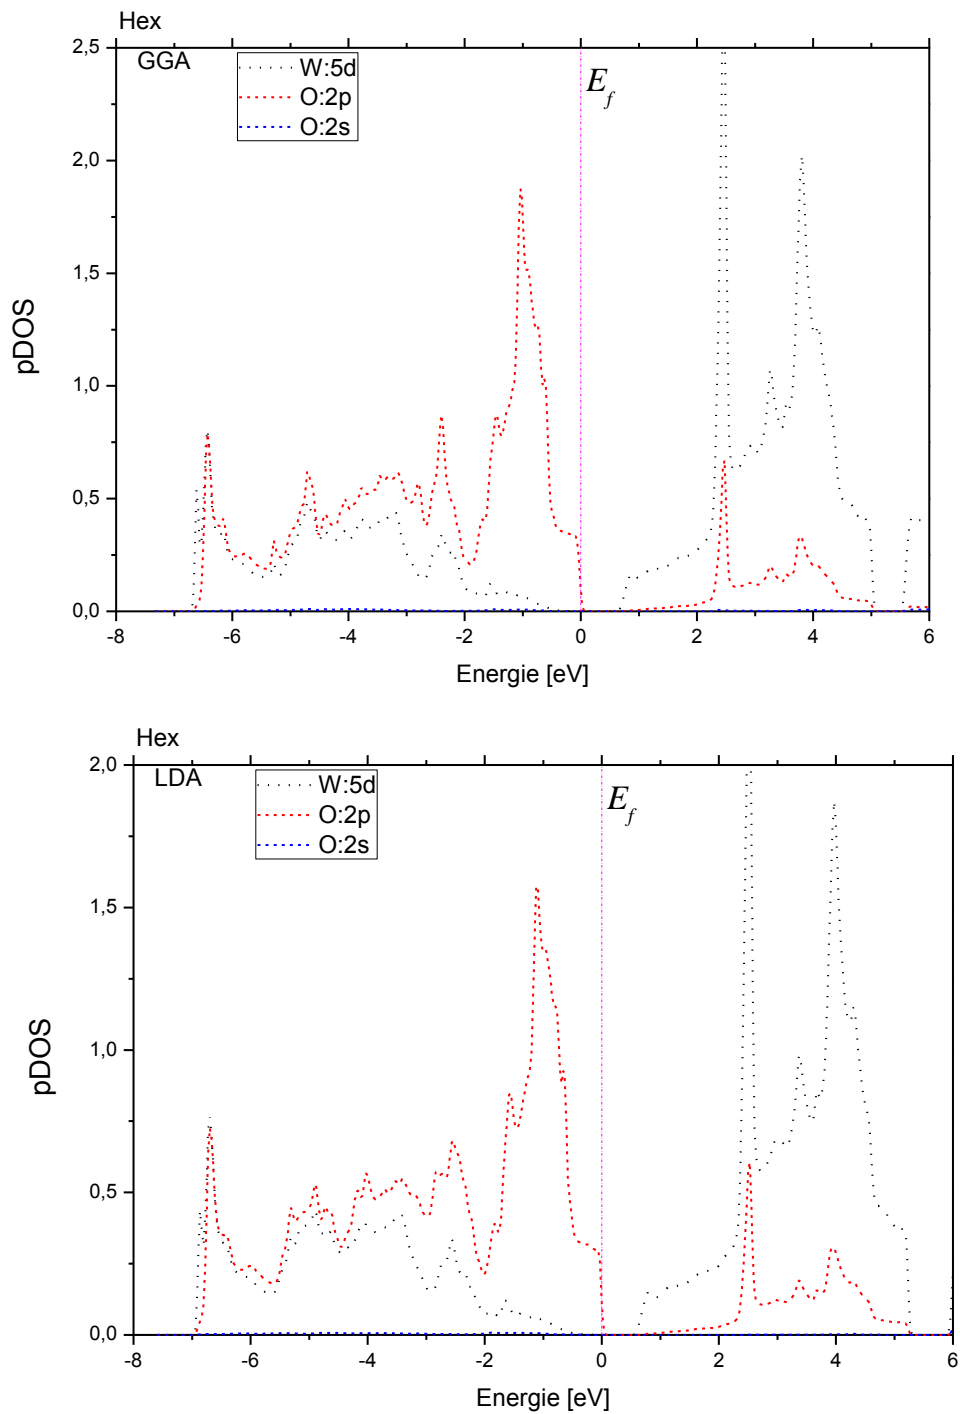 Hex
GGA
W:5d
O:2p
O:2s
E_f
2,5
2,0
1,5
1,0
0,5
0,0
pDOS
-8 -6 -4 -2 0 2 4 6
Energie [eV]
Hex
LDA
W:5d
O:2p
O:2s
E_f
2,0
1,5
1,0
0,5
0,0
pDOS
-8 -6 -4 -2 0 2 4 6
Energie [eV]